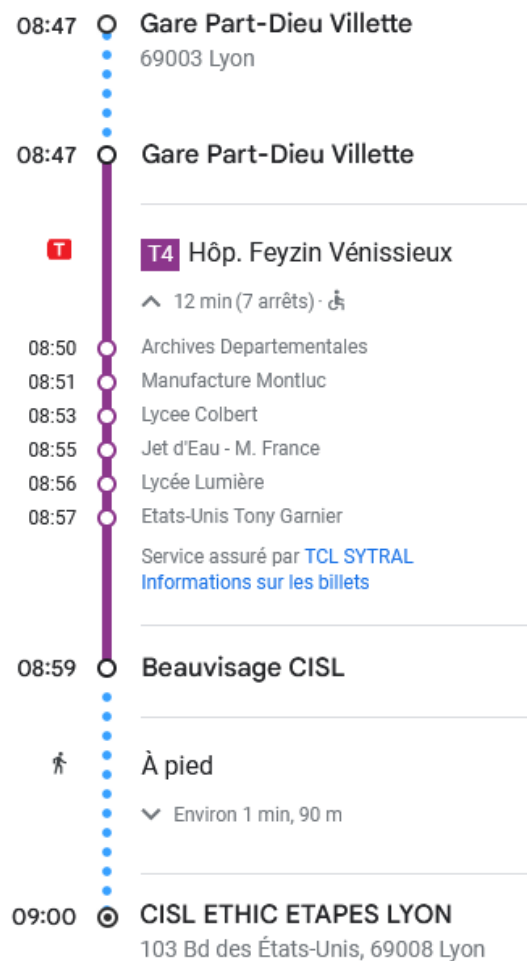 08:47 Gare Part-Dieu Villette
69003 Lyon
08:47 Gare Part-Dieu Villette
T T4 Hôp. Feyzin Vénissieux
12 min (7 arrêts) ·
08:50 Archives Departementales
08:51 Manufacture Montluc
08:53 Lycee Colbert
08:55 Jet d'Eau - M. France
08:56 Lycée Lumière
08:57 Etats-Unis Tony Garnier
Service assuré par TCL SYTRAL
Informations sur les billets
08:59 Beauvisage CISL
À pied
Environ 1 min, 90 m
09:00 CISL ETHIC ETAPES LYON
103 Bd des États-Unis, 69008 Lyon